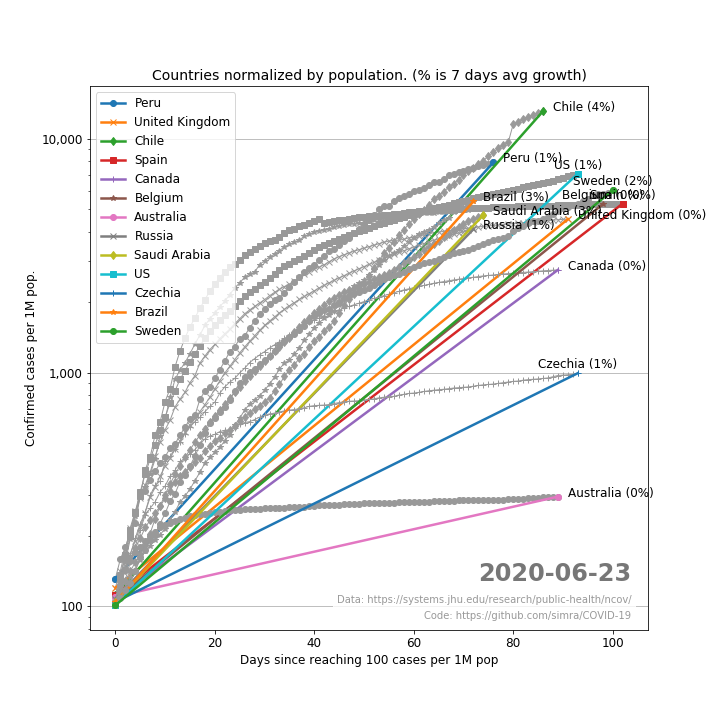 Countries normalized by population. (% is 7 days avg growth)
Peru
United Kingdom
Chile
Spain
Canada
Belgium
Australia
Russia
Saudi Arabia
US
Czechia
Brazil
Sweden
Chile (4%)
Peru (1%)
US (1%)
Sweden (2%)
Belgium (0%)
Spain (0%)
Brazil (3%)
Saudi Arabia (3%)
United Kingdom (0%)
Russia (1%)
Canada (0%)
Czechia (1%)
Australia (0%)
10,000
1,000
100
Confirmed cases per 1M pop.
2020-06-23
Data: https://systems.jhu.edu/research/public-health/ncov/
Code: https://github.com/simra/COVID-19
0 20 40 60 80 100
Days since reaching 100 cases per 1M pop